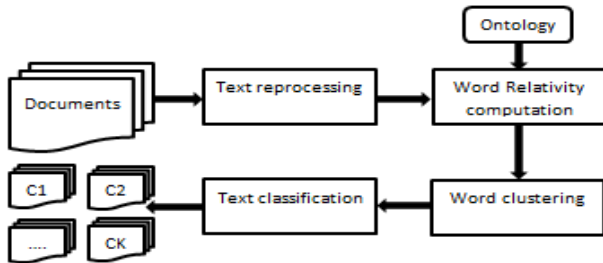 Ontology
Documents
Text reprocessing
Word Relativity
computation
C1
C2
Text classification
Word clustering
....
CK